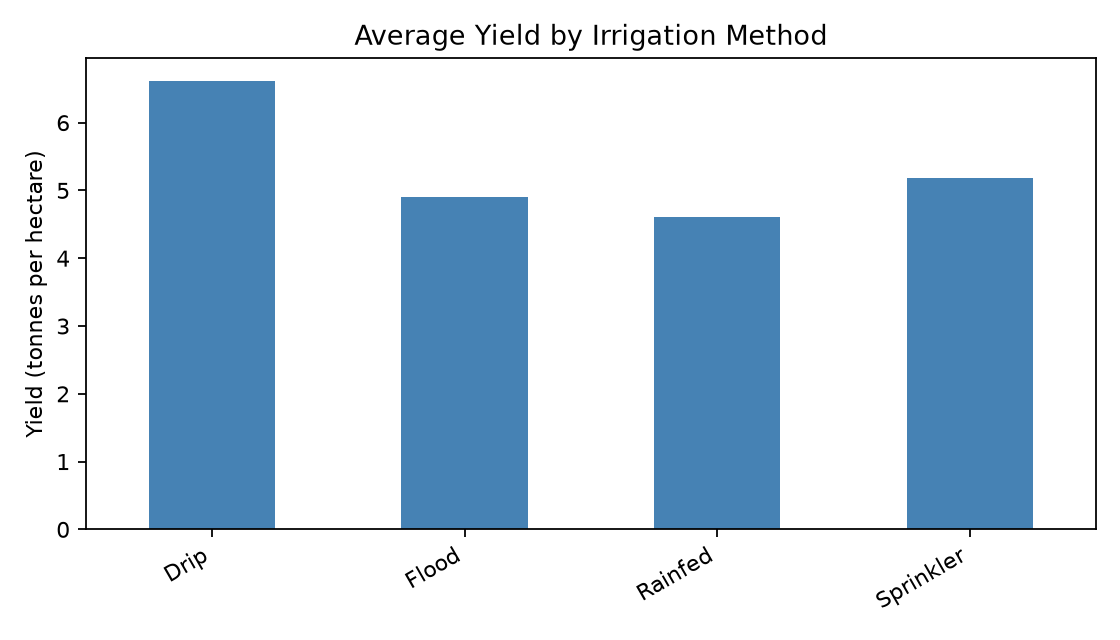 Average Yield by Irrigation Method
Yield (tonnes per hectare)
6
5
4
3
2
1
0
Drip
Flood
Rainfed
Sprinkler